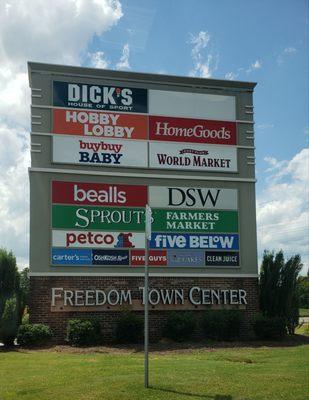 DICK'S
HOUSE OF SPORT
HOBBY LOBBY
HomeGoods
buybuy BABY
WORLD MARKET
bealls
DSW
SPROUTS FARMERS MARKET
petco
five BELOW
carter's
OshKosh
FIVE GUYS
CLEAN JUICE
FREEDOM TOWN CENTER